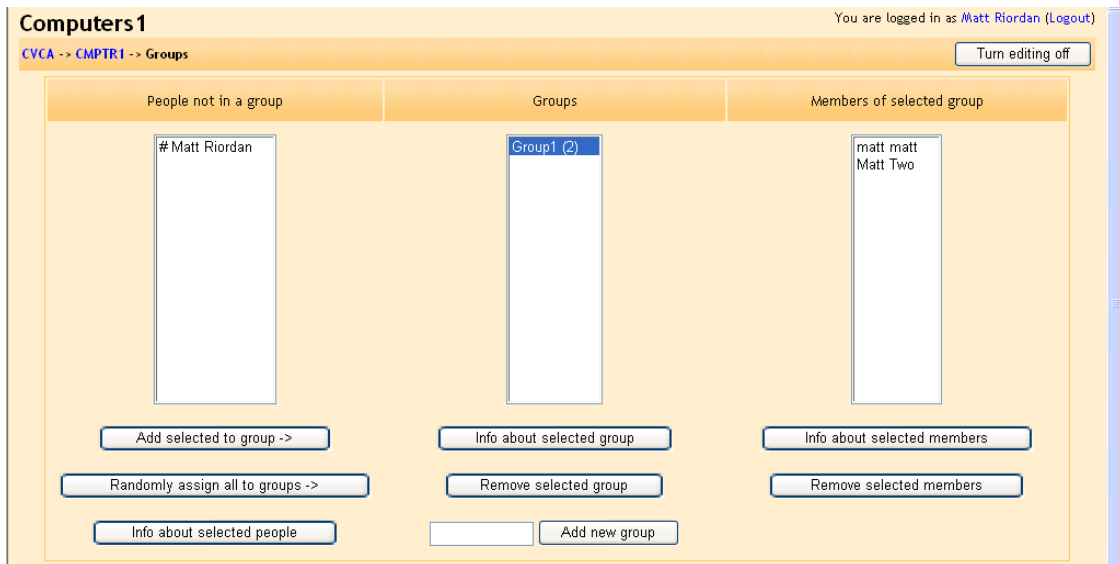 Computers1
You are logged in as Matt Riordan (Logout)
CVCA -> CMPTR1 -> Groups
Turn editing off
People not in a group
Groups
Members of selected group
# Matt Riordan
Group1 (2)
matt matt
Matt Two
Add selected to group ->
Info about selected group
Info about selected members
Randomly assign all to groups ->
Remove selected group
Remove selected members
Info about selected people
Add new group